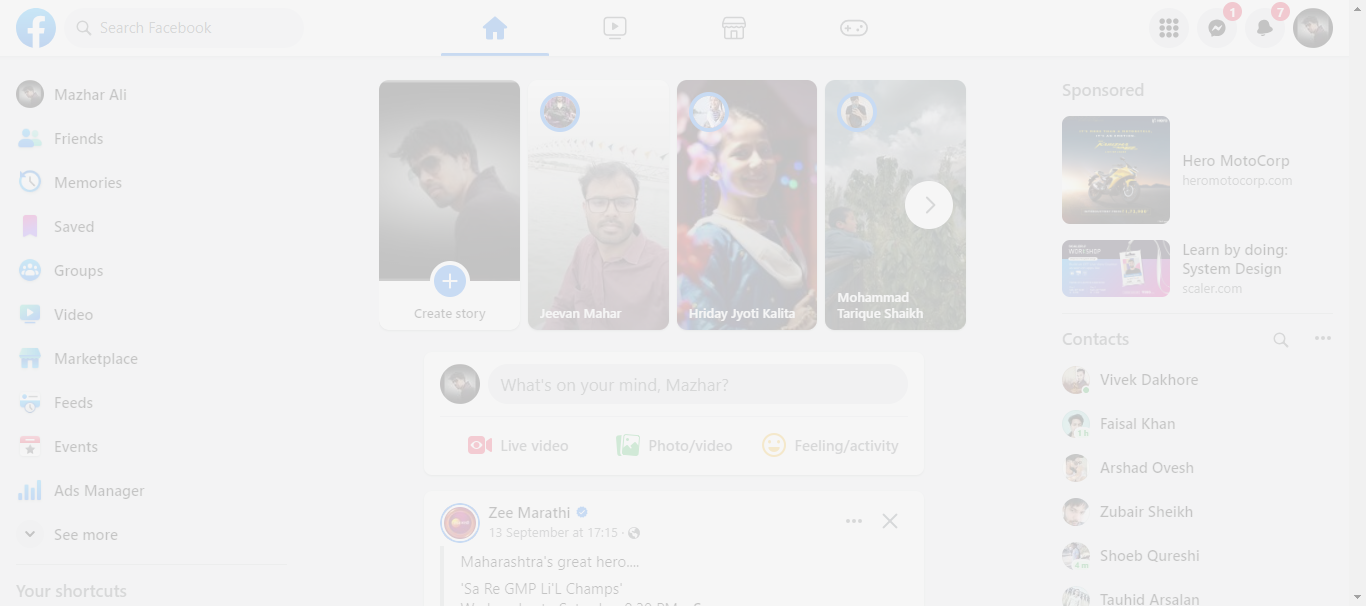 Search Facebook
1
7
Mazhar Ali
Friends
Memories
Saved
Groups
Video
Marketplace
Feeds
Events
Ads Manager
See more
Your shortcuts
Create story
Jeevan Mahar
Hriday Jyoti Kalita
Mohammad
Tarique Shaikh
What's on your mind, Mazhar?
Live video
Photo/video
Feeling/activity
Zee Marathi
13 September at 17:15 ·
Maharashtra's great hero....
'Sa Re GMP Li'L Champs'
Sponsored
Hero MotoCorp
heromotocorp.com
WORKSHOP
Learn by doing:
System Design
scaler.com
Contacts
Vivek Dakhore
Faisal Khan
1 h
Arshad Ovesh
Zubair Sheikh
Shoeb Qureshi
4 m
Tauhid Arsalan